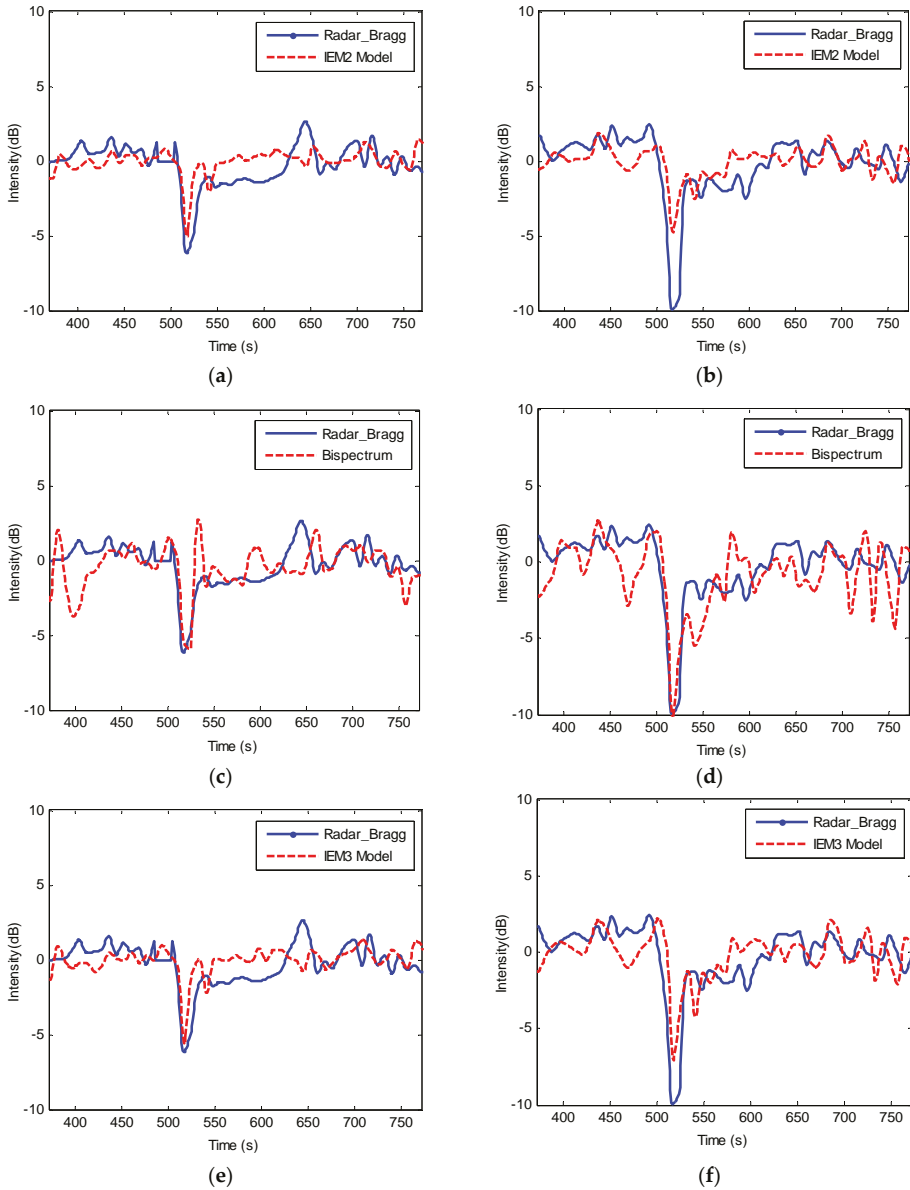 10
5
0
-5
-10
Intensity (dB)
Radar_Bragg
IEM2 Model
400 450 500 550 600 650 700 750
Time (s)
(a)
10
5
0
-5
-10
Intensity(dB)
Radar_Bragg
IEM2 Model
400 450 500 550 600 650 700 750
Time (s)
(b)
10
5
0
-5
-10
Intensity(dB)
Radar_Bragg
Bispectrum
400 450 500 550 600 650 700 750
Time (s)
(c)
10
5
0
-5
-10
Intensity(dB)
Radar_Bragg
Bispectrum
400 450 500 550 600 650 700 750
Time (s)
(d)
10
5
0
-5
-10
Intensity(dB)
Radar_Bragg
IEM3 Model
400 450 500 550 600 650 700 750
Time (s)
(e)
10
5
0
-5
-10
Intensity(dB)
Radar_Bragg
IEM3 Model
400 450 500 550 600 650 700 750
Time (s)
(f)